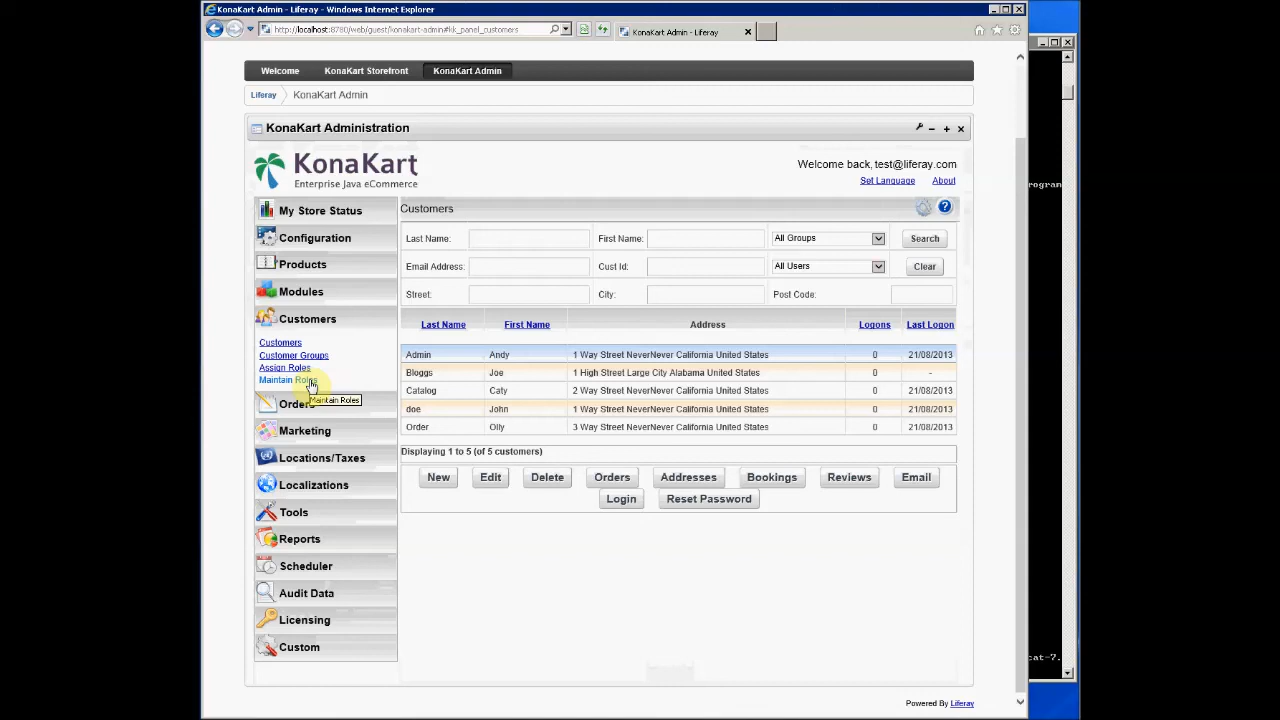 KonaKart Admin - Liferay - Windows Internet Explorer
http://localhost:8780/web/guest/konakart-admin#kk_panel_customers
KonaKart Admin - Liferay
Welcome KonaKart Storefront KonaKart Admin
Liferay KonaKart Admin
KonaKart Administration
KonaKart
Enterprise Java eCommerce
Welcome back, test@liferay.com
Set Language About
My Store Status
Configuration
Products
Modules
Customers
Customers
Customer Groups
Assign Roles
Maintain Roles
Maintain Roles
Orders
Marketing
Locations/Taxes
Localizations
Tools
Reports
Scheduler
Audit Data
Licensing
Custom
Customers
Last Name: First Name: All Groups Search
Email Address: Cust Id: All Users Clear
Street: City: Post Code:
Last Name First Name Address Logons Last Logon
Admin Andy 1 Way Street NeverNever California United States 0 21/08/2013
Bloggs Joe 1 High Street Large City Alabama United States 0 -
Catalog Caty 2 Way Street NeverNever California United States 0 21/08/2013
doe John 1 Way Street NeverNever California United States 0 21/08/2013
Order Olly 3 Way Street NeverNever California United States 0 21/08/2013
Displaying 1 to 5 (of 5 customers)
New Edit Delete Orders Addresses Bookings Reviews Email
Login Reset Password
Powered By Liferay
rogram
cat-7.